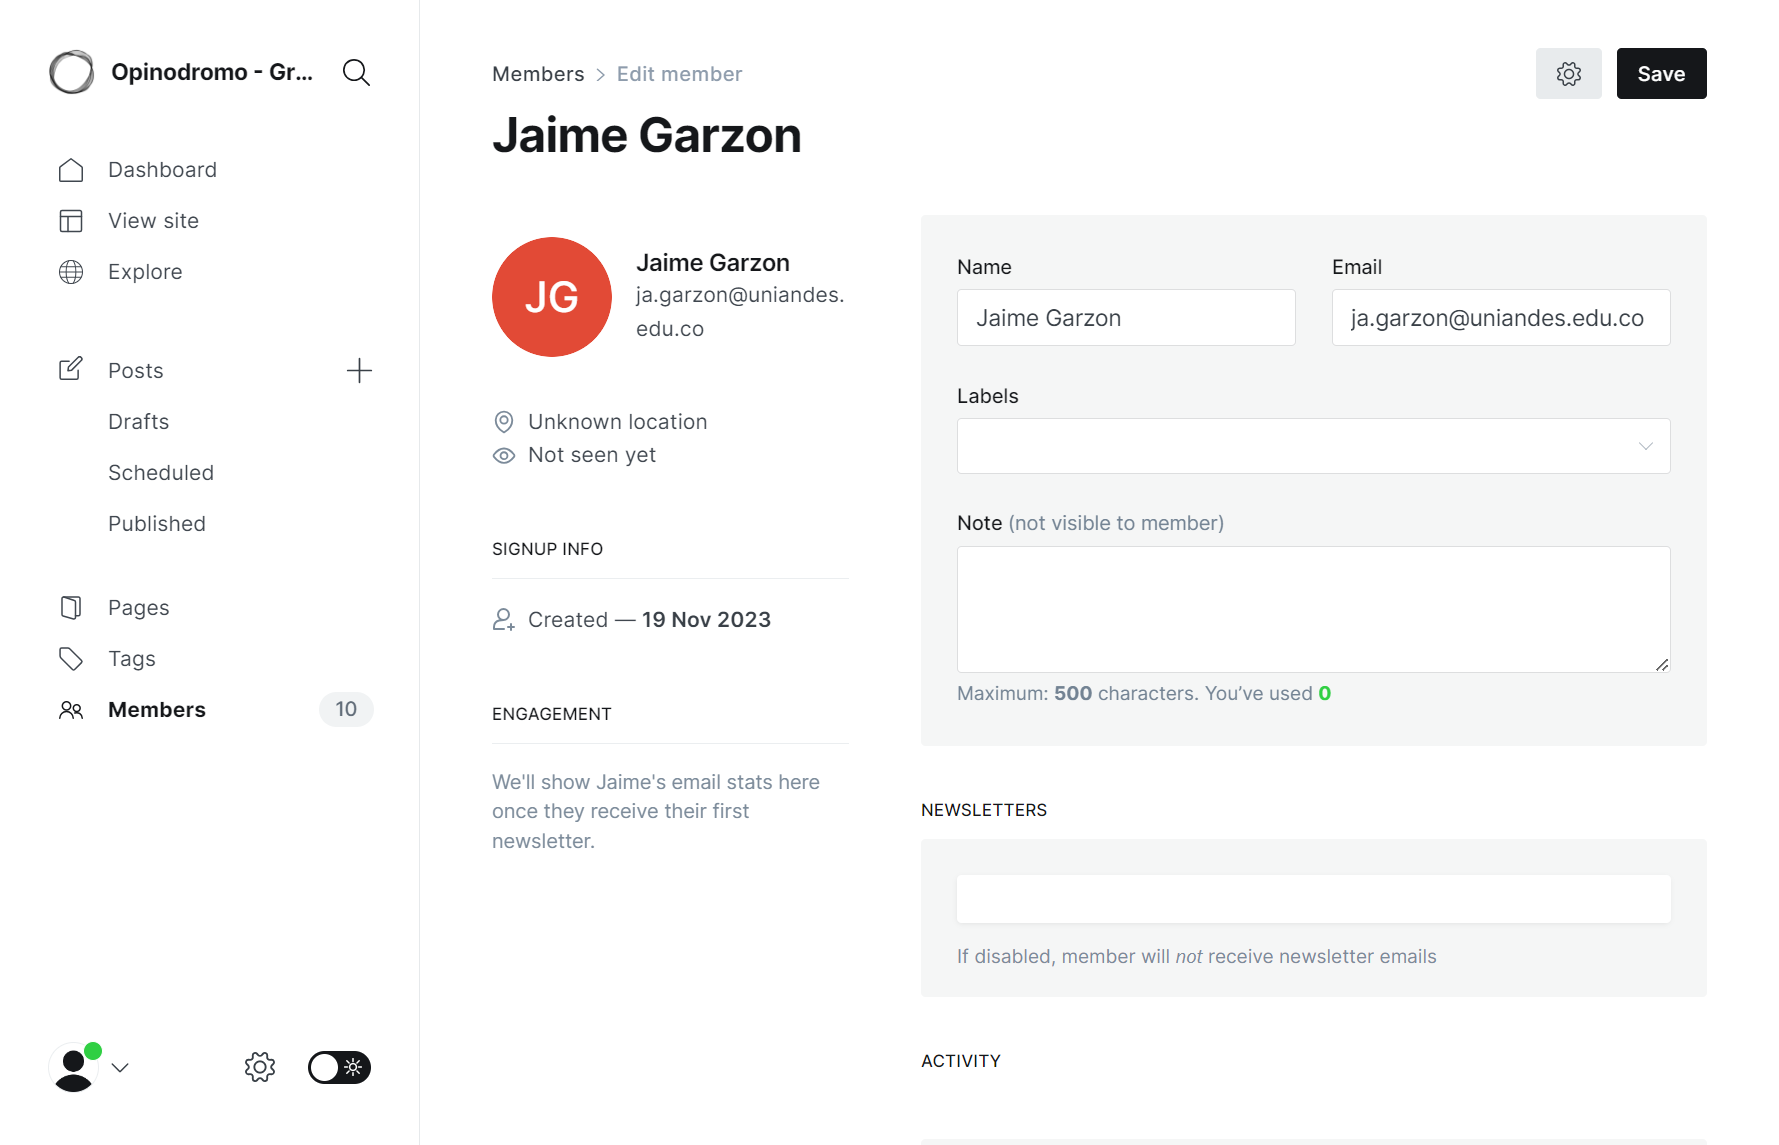 Opinodromo - Gr...
Dashboard
View site
Explore
Posts
Drafts
Scheduled
Published
Pages
Tags
Members 10
Members > Edit member
Save
Jaime Garzon
JG
Jaime Garzon
ja.garzon@uniandes.
edu.co
Unknown location
Not seen yet
SIGNUP INFO
Created — 19 Nov 2023
ENGAGEMENT
We'll show Jaime's email stats here
once they receive their first
newsletter.
Name
Jaime Garzon
Email
ja.garzon@uniandes.edu.co
Labels
Note (not visible to member)
Maximum: 500 characters. You’ve used 0
NEWSLETTERS
If disabled, member will not receive newsletter emails
ACTIVITY